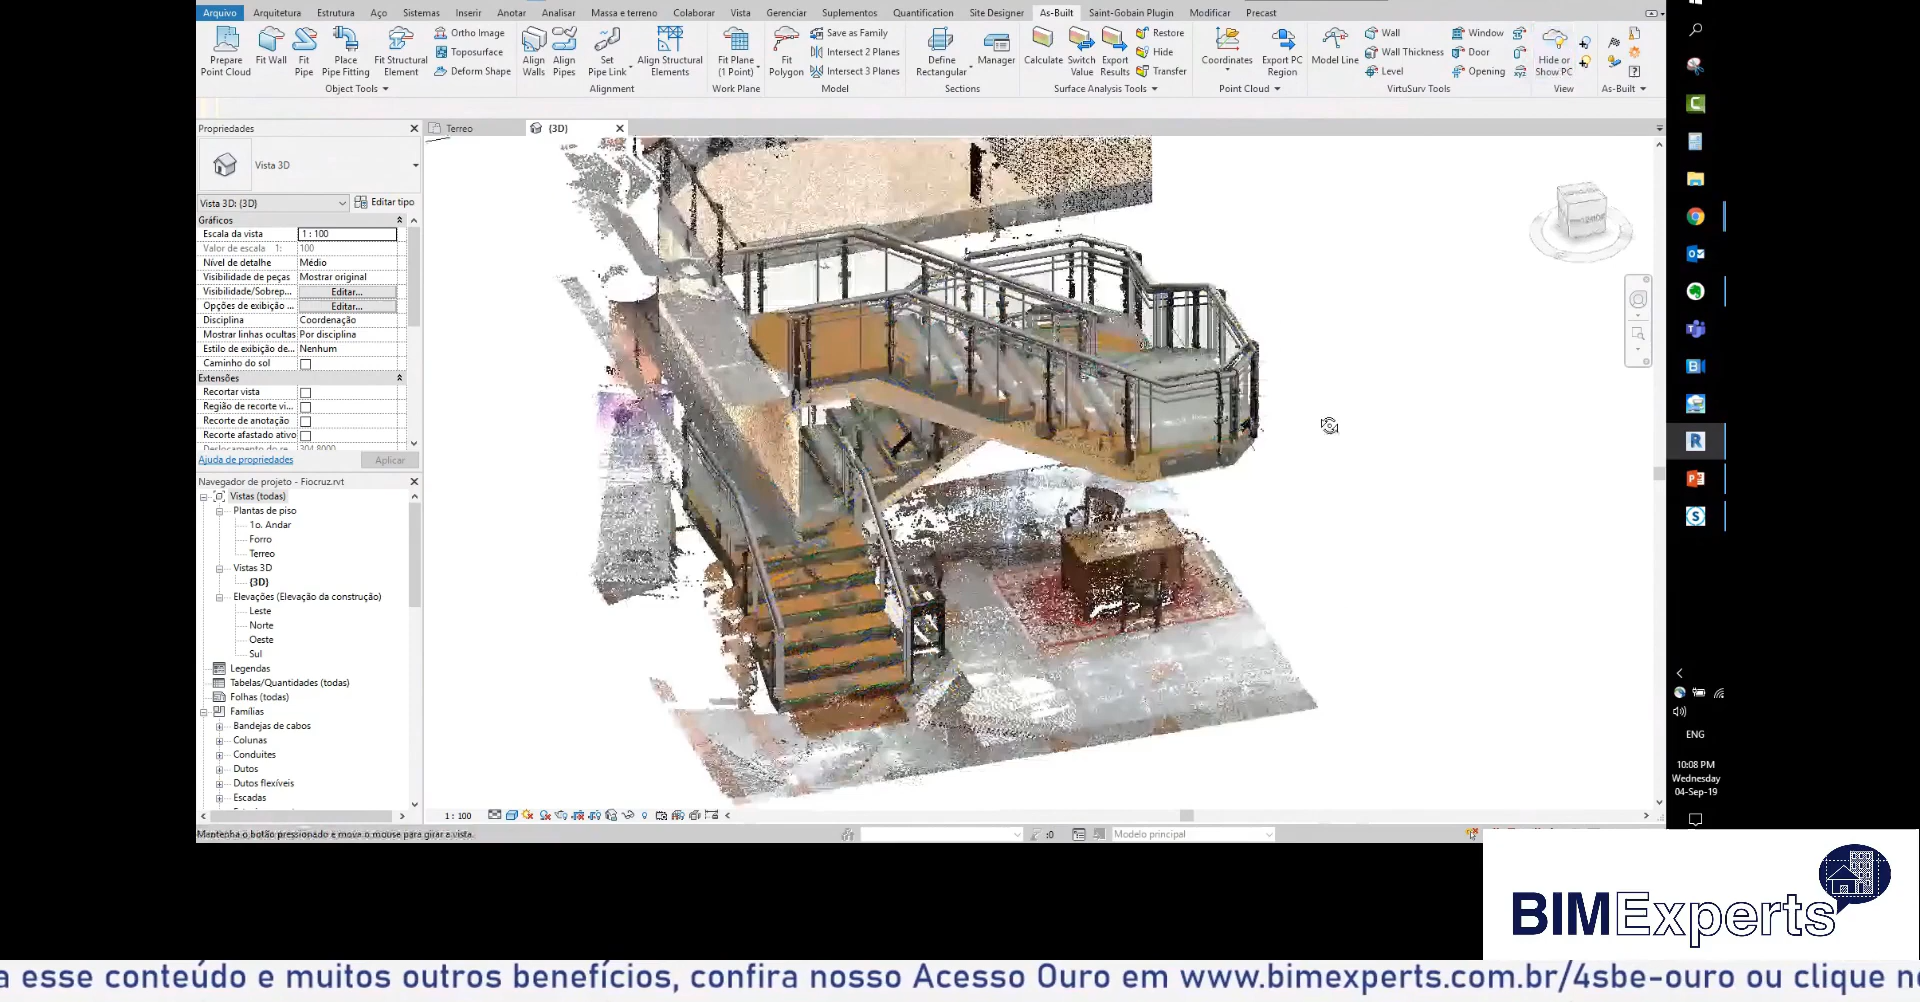 Arquivo Arquitetura Estrutura Aço Sistemas Inserir Anotar Analisar Massa e terreno Colaborar Vista Gerenciar Suplementos Quantification Site Designer As-Built Saint-Gobain Plugin Modificar Precast
Prepare Point Cloud
Fit Wall
Fit Pipe
Place Pipe Fitting
Fit Structural Element
Ortho Image
Toposurface
Deform Shape
Object Tools
Align Walls
Align Pipes
Set Pipe Link
Align Structural Elements
Alignment
Fit Plane (1 Point)
Work Plane
Fit Polygon
Save as Family
Intersect 2 Planes
Intersect 3 Planes
Model
Define Rectangular
Manager
Sections
Calculate
Switch Value
Export Results
Restore
Hide
Transfer
Surface Analysis Tools
Coordinates
Export PC Region
Point Cloud
Model Line
Wall
Wall Thickness
Level
Window
Door
Opening
VirtuSurv Tools
Hide or Show PC
View
As-Built
Propriedades
Terreo
{3D}
Vista 3D
Vista 3D: {3D}
Editar tipo
Gráficos
Escala da vista 1 : 100
Valor de escala 1: 100
Nível de detalhe Médio
Visibilidade de peças Mostrar original
Visibilidade/Sobrep... Editar...
Opções de exibição ... Editar...
Disciplina Coordenação
Mostrar linhas ocultas Por disciplina
Estilo de exibição de... Nenhum
Caminho do sol
Extensões
Recortar vista
Região de recorte vi...
Recorte de anotação
Recorte afastado ativo
Ajuda de propriedades
Aplicar
Navegador de projeto - Fiocruz.rvt
Vistas (todas)
Plantas de piso
1o. Andar
Forro
Terreo
Vistas 3D
{3D}
Elevações (Elevação da construção)
Leste
Norte
Oeste
Sul
Legendas
Tabelas/Quantidades (todas)
Folhas (todas)
Famílias
Bandejas de cabos
Colunas
Conduites
Dutos
Dutos flexíveis
Escadas
1 : 100
Mantenha o botão pressionado e mova o mouse para girar a vista.
:0
Modelo principal
ENG
10:08 PM
Wednesday
04-Sep-19
BIMExperts
a esse conteúdo e muitos outros benefícios, confira nosso Acesso Ouro em www.bimexperts.com.br/4sbe-ouro ou clique n